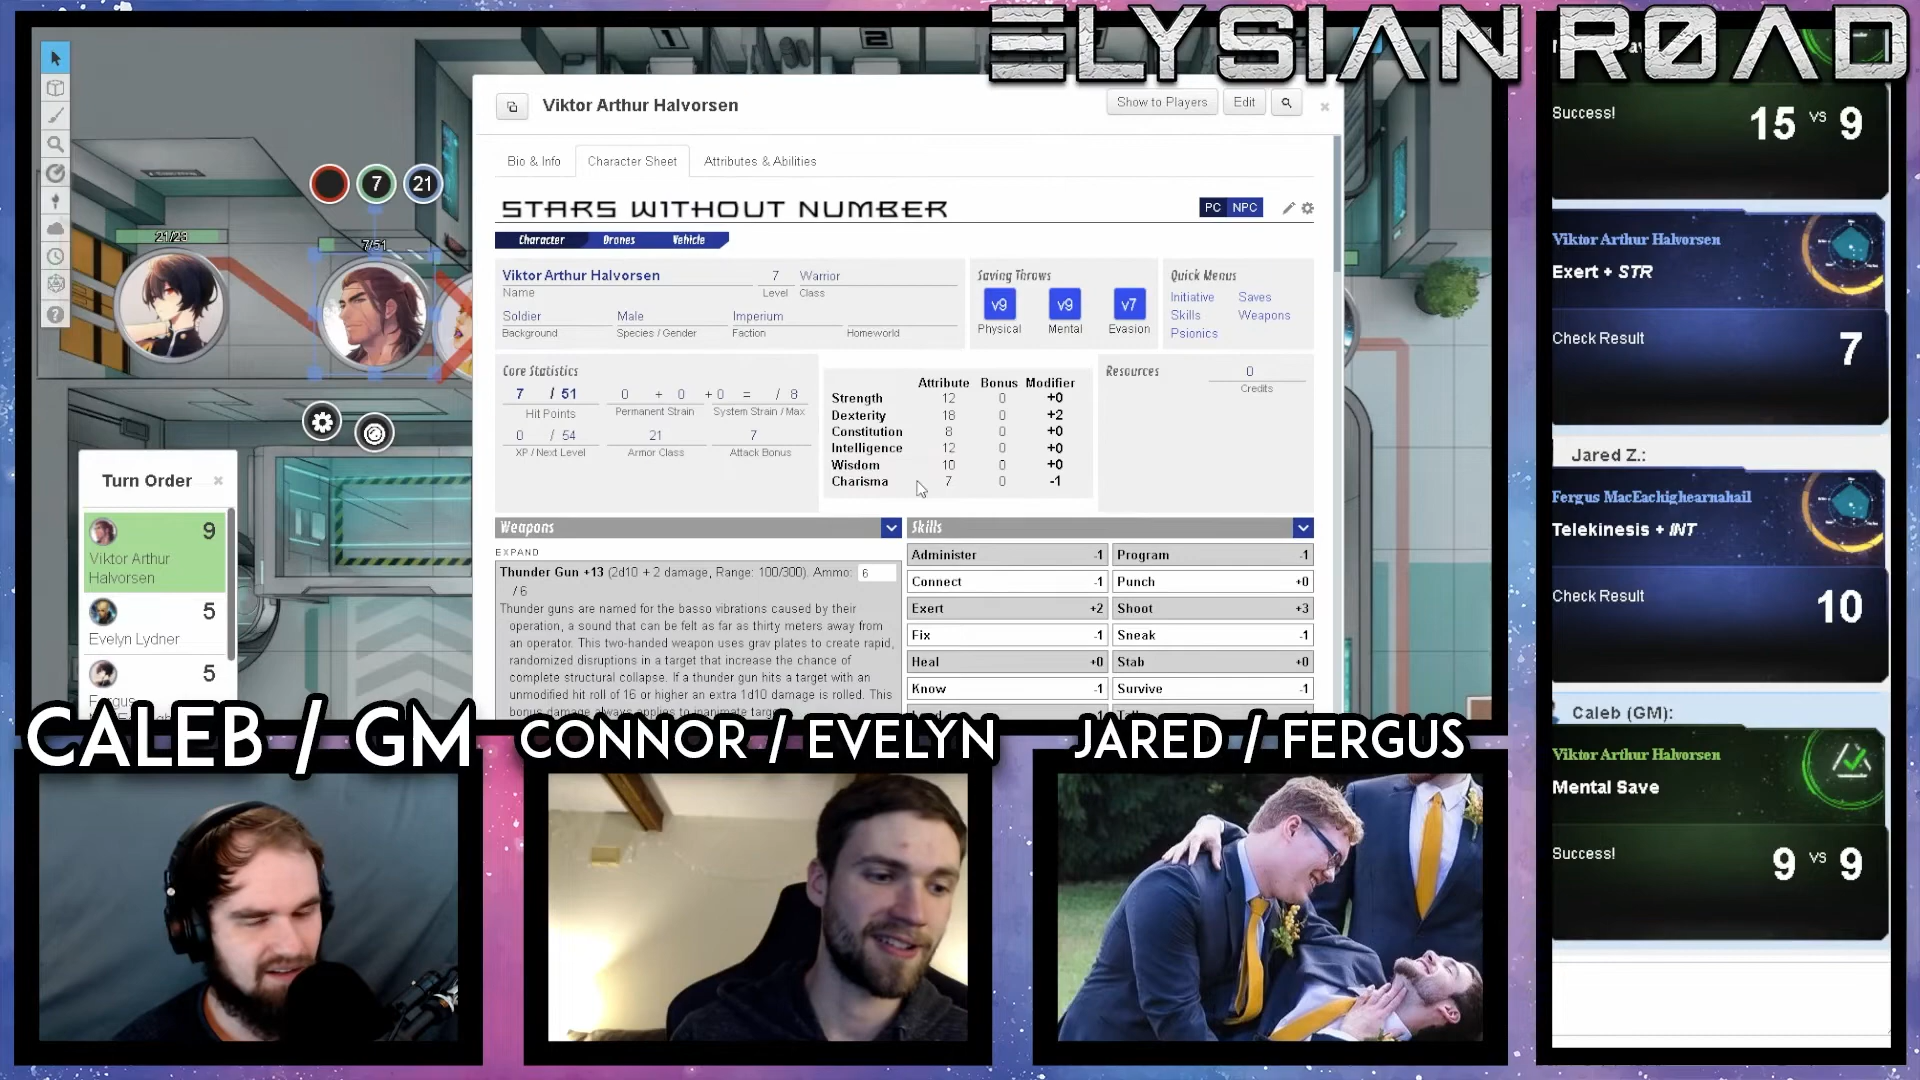 ELYSIAN RØAD
1
2
7
21
21/23
7/51
Viktor Arthur Halvorsen
Show to Players
Edit
Bio & Info
Character Sheet
Attributes & Abilities
STARS WITHOUT NUMBER
PC NPC
Character Drones Vehicle
Viktor Arthur Halvorsen
7 Warrior
Name
Level Class
Soldier
Male
Imperium
Background
Species / Gender
Faction
Homeworld
Saving Throws
v9 v9 v7
Physical Mental Evasion
Quick Menus
Initiative Saves
Skills Weapons
Psionics
Core Statistics
7 / 51
0 + 0 +0 = / 8
Hit Points
Permanent Strain
System Strain / Max
0 / 54
21
7
XP / Next Level
Armor Class
Attack Bonus
Attribute Bonus Modifier
Strength 12 0 +0
Dexterity 18 0 +2
Constitution 8 0 +0
Intelligence 12 0 +0
Wisdom 10 0 +0
Charisma 7 0 -1
Resources
0
Credits
Weapons
EXPAND
Thunder Gun +13 (2d10 + 2 damage, Range: 100/300). Ammo: 6
/ 6
Thunder guns are named for the basso vibrations caused by their
operation, a sound that can be felt as far as thirty meters away from
an operator. This two-handed weapon uses grav plates to create rapid,
randomized disruptions in a target that increase the chance of
complete structural collapse. If a thunder gun hits a target with an
unmodified hit roll of 16 or higher an extra 1d10 damage is rolled. This
Skills
Administer -1 Program -1
Connect -1 Punch +0
Exert +2 Shoot +3
Fix -1 Sneak -1
Heal +0 Stab +0
Know -1 Survive -1
Turn Order
9
Viktor Arthur
Halvorsen
5
Evelyn Lydner
5
Fergus
CALEB / GM
CONNOR / EVELYN
JARED / FERGUS
Success!
15 vs 9
Viktor Arthur Halvorsen
Exert + STR
Check Result
7
Jared Z.:
Fergus MacEachighearnahail
Telekinesis + INT
Check Result
10
Caleb (GM):
Viktor Arthur Halvorsen
Mental Save
Success!
9 vs 9